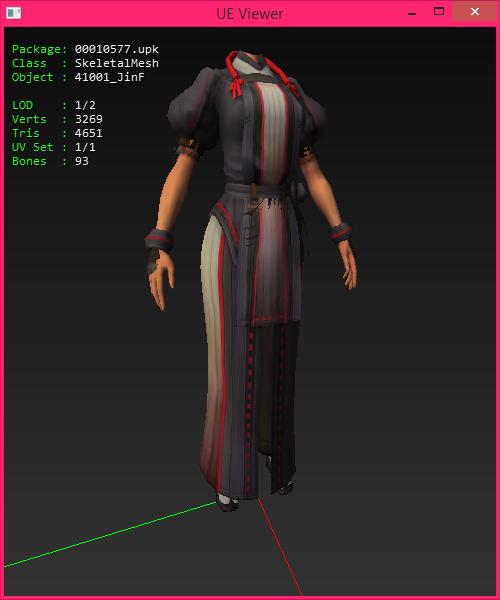 UE Viewer
Package: 00010577.upk
Class : SkeletalMesh
Object : 41001_JinF
LOD : 1/2
Verts : 3269
Tris : 4651
UV Set : 1/1
Bones : 93